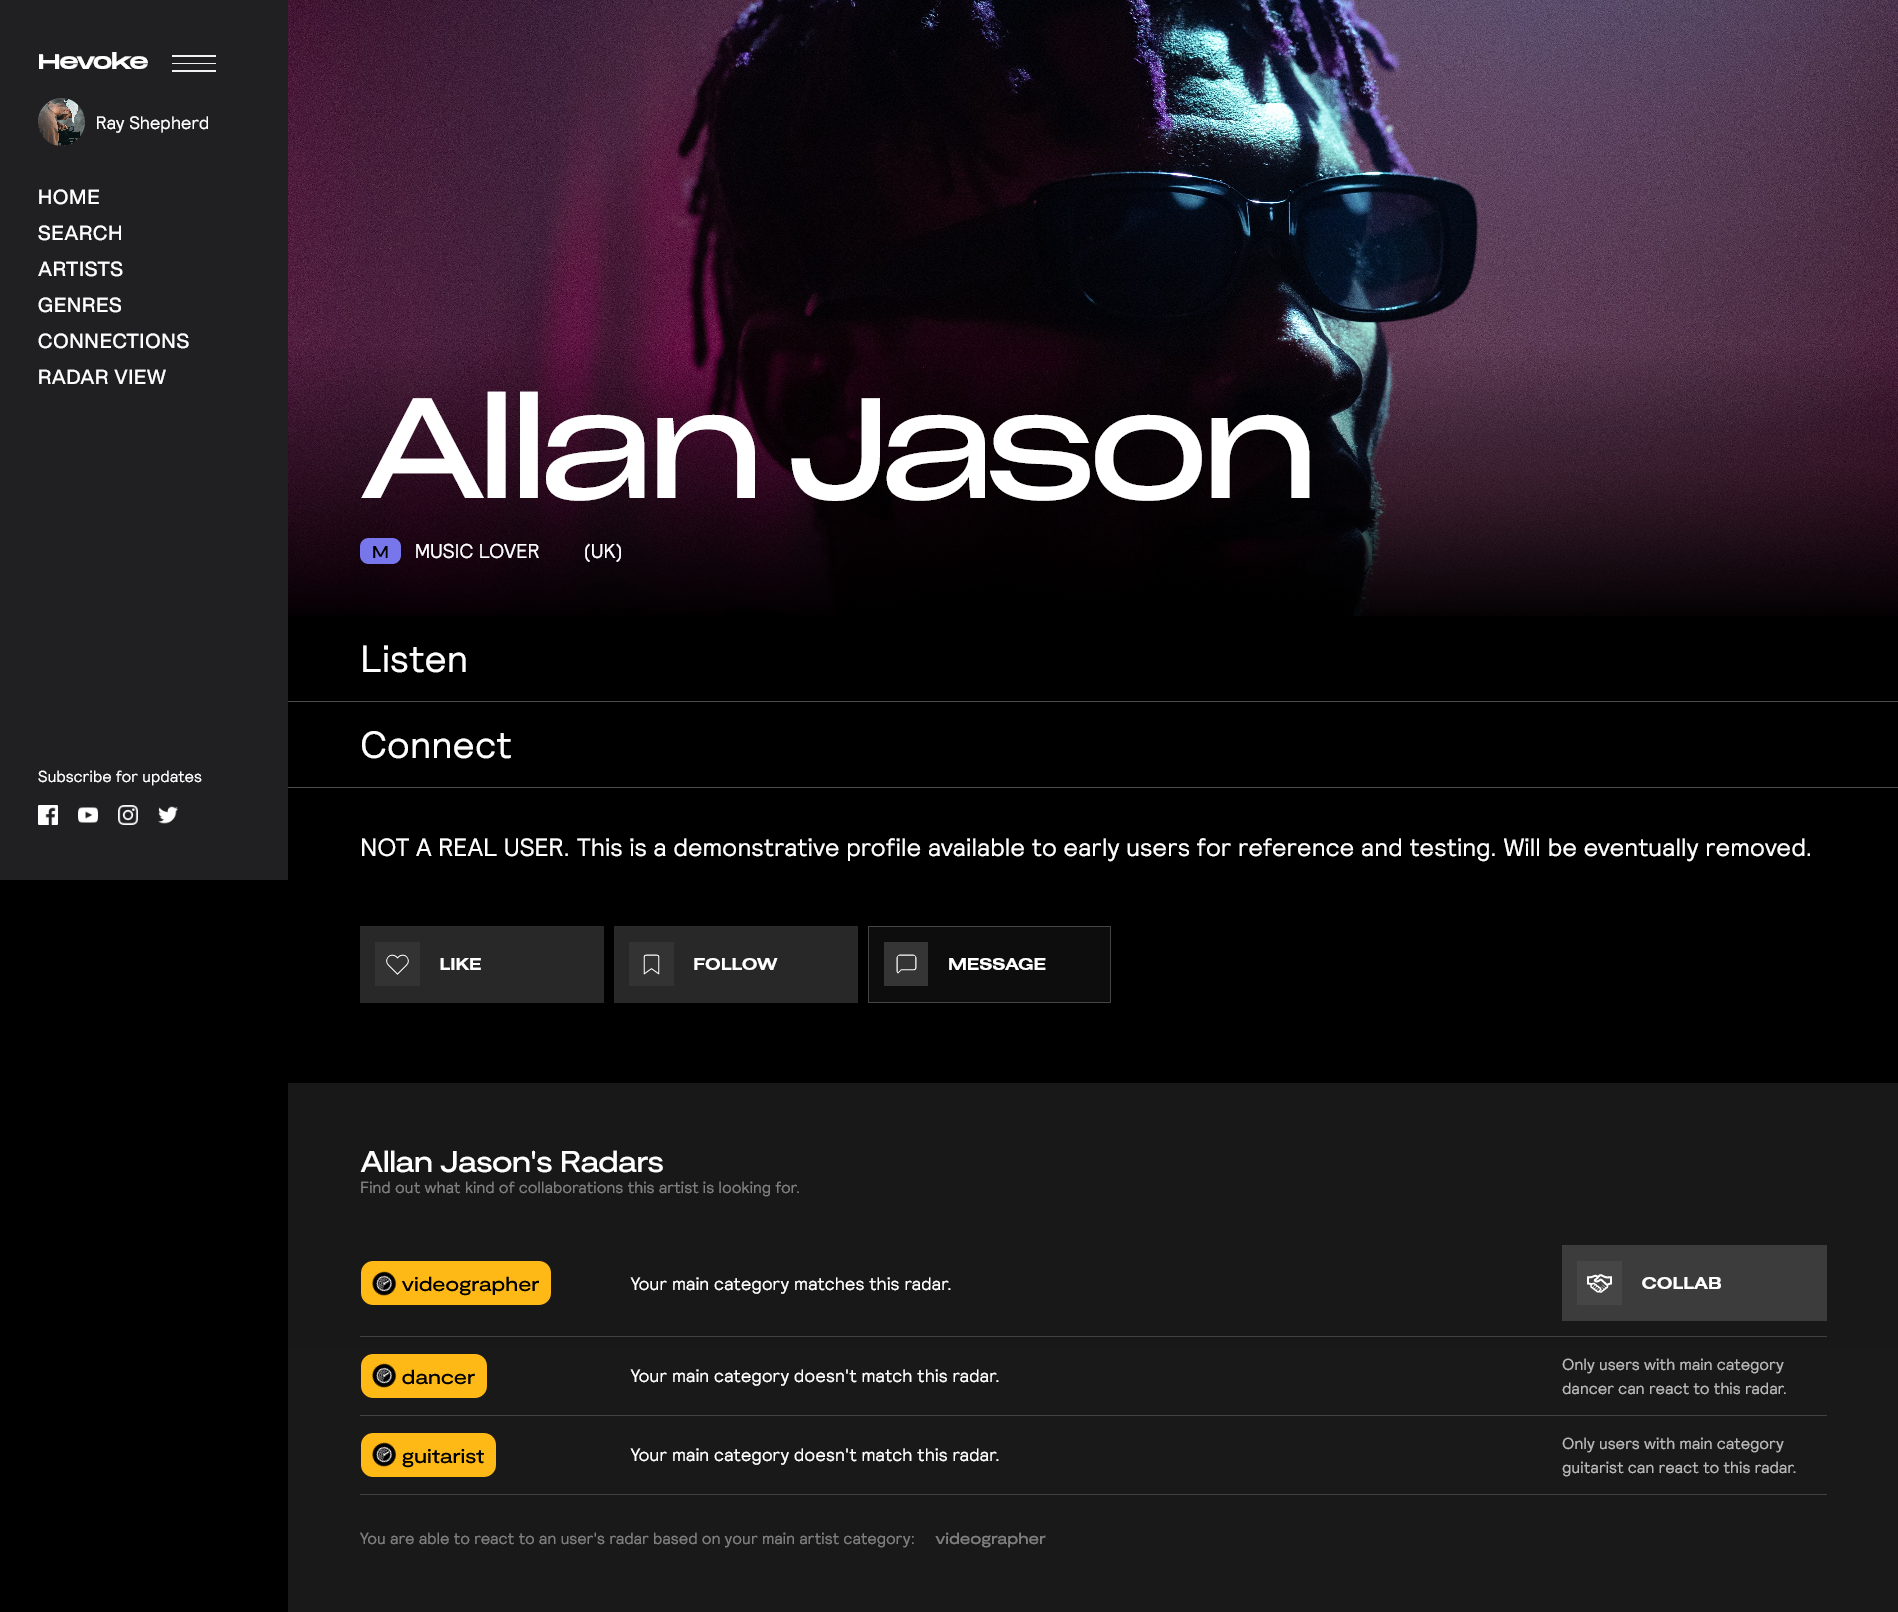 Hevoke
Ray Shepherd
HOME
SEARCH
ARTISTS
GENRES
CONNECTIONS
RADAR VIEW
Subscribe for updates
Allan Jason
M MUSIC LOVER (UK)
Listen
Connect
NOT A REAL USER. This is a demonstrative profile available to early users for reference and testing. Will be eventually removed.
LIKE FOLLOW MESSAGE
Allan Jason's Radars
Find out what kind of collaborations this artist is looking for.
videographer Your main category matches this radar. COLLAB
dancer Your main category doesn't match this radar. Only users with main category
dancer can react to this radar.
guitarist Your main category doesn't match this radar. Only users with main category
guitarist can react to this radar.
You are able to react to an user's radar based on your main artist category: videographer